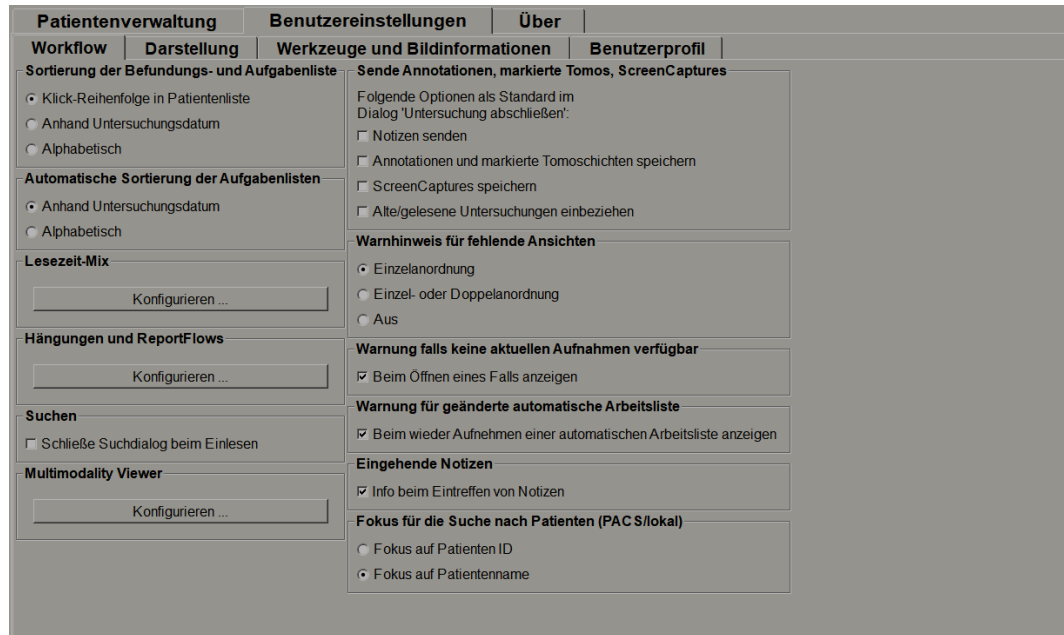 Patientenverwaltung
Benutzereinstellungen
Über
Workflow
Darstellung
Werkzeuge und Bildinformationen
Benutzerprofil
Sortierung der Befundungs- und Aufgabenliste
Klick-Reihenfolge in Patientenliste
Anhand Untersuchungsdatum
Alphabetisch
Automatische Sortierung der Aufgabenlisten
Anhand Untersuchungsdatum
Alphabetisch
Lesezeit-Mix
Konfigurieren ...
Hängungen und ReportFlows
Konfigurieren ...
Suchen
Schließe Suchdialog beim Einlesen
Multimodality Viewer
Konfigurieren ...
Sende Annotationen, markierte Tomos, ScreenCaptures
Folgende Optionen als Standard im
Dialog 'Untersuchung abschließen':
Notizen senden
Annotationen und markierte Tomoschichten speichern
ScreenCaptures speichern
Alte/gelesene Untersuchungen einbeziehen
Warnhinweis für fehlende Ansichten
Einzelanordnung
Einzel- oder Doppelanordnung
Aus
Warnung falls keine aktuellen Aufnahmen verfügbar
Beim Öffnen eines Falls anzeigen
Warnung für geänderte automatische Arbeitsliste
Beim wieder Aufnehmen einer automatischen Arbeitsliste anzeigen
Eingehende Notizen
Info beim Eintreffen von Notizen
Fokus für die Suche nach Patienten (PACS/lokal)
Fokus auf Patienten ID
Fokus auf Patientenname